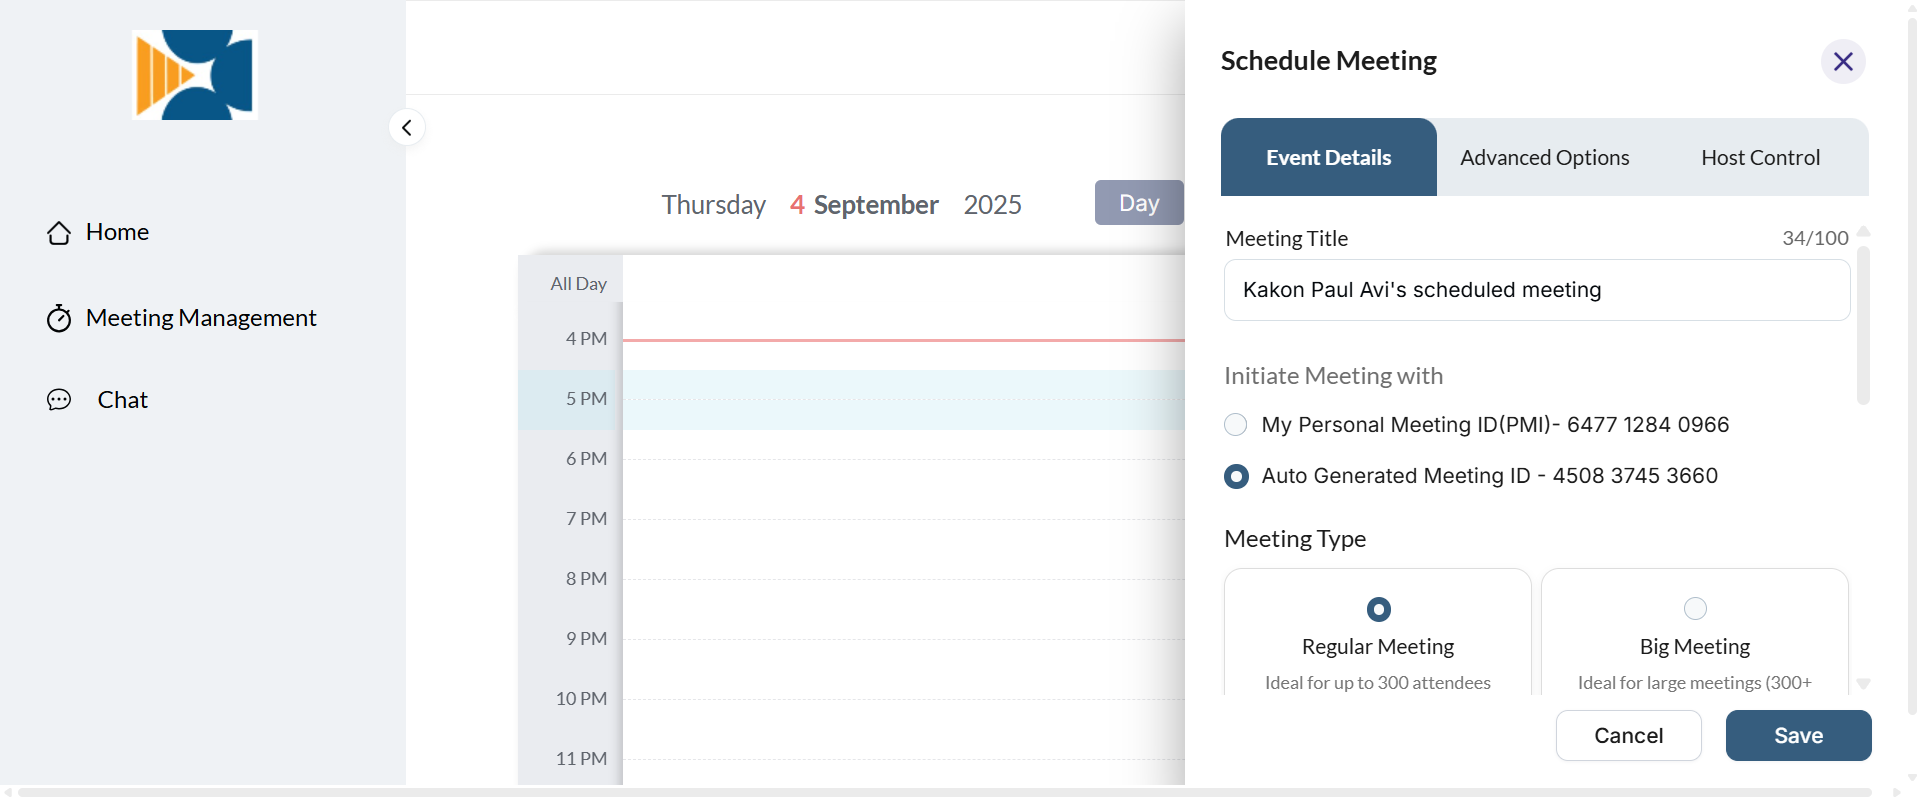 Home
Meeting Management
Chat
Thursday 4 September 2025
Day
All Day
4 PM
5 PM
6 PM
7 PM
8 PM
9 PM
10 PM
11 PM
Schedule Meeting
Event Details Advanced Options Host Control
Meeting Title 34/100
Kakon Paul Avi's scheduled meeting
Initiate Meeting with
My Personal Meeting ID(PMI)- 6477 1284 0966
Auto Generated Meeting ID - 4508 3745 3660
Meeting Type
Regular Meeting
Ideal for up to 300 attendees
Big Meeting
Ideal for large meetings (300+
Cancel Save